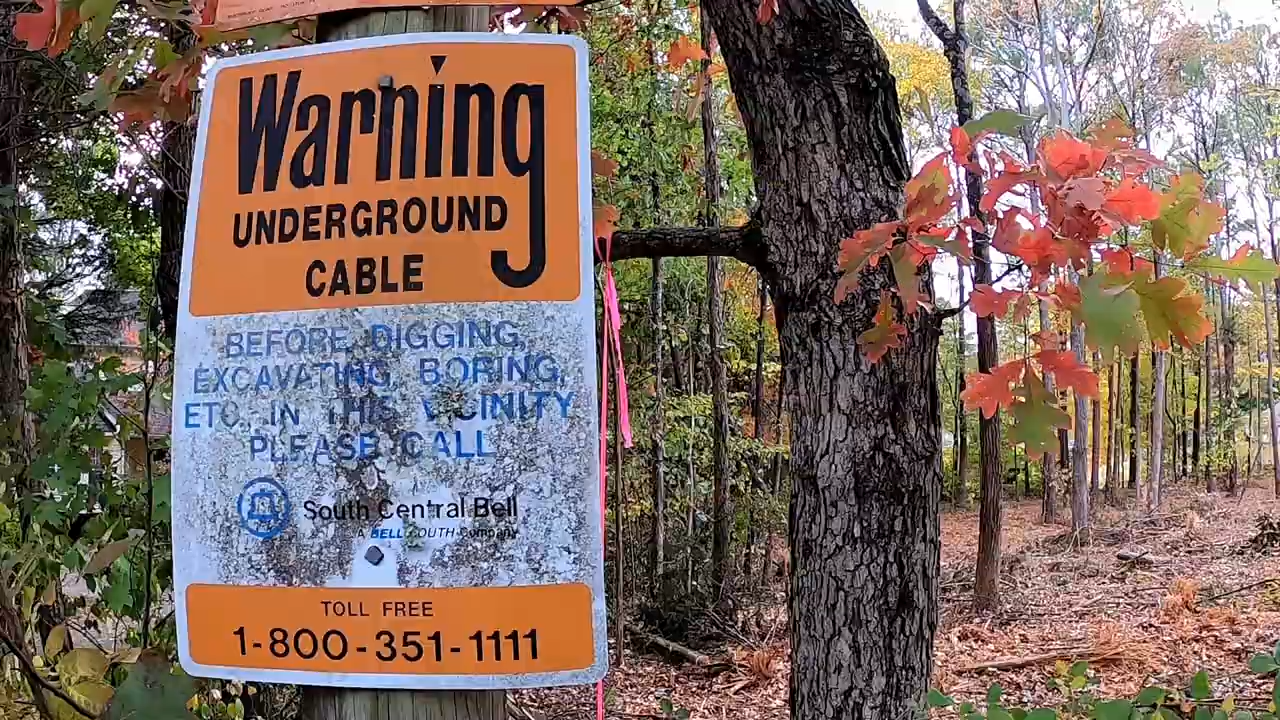 Warning
UNDERGROUND
CABLE
BEFORE DIGGING,
EXCAVATING, BORING,
ETC. IN THIS VICINITY
PLEASE CALL
South Central Bell
A BELLSOUTH Company
TOLL FREE
1-800-351-1111